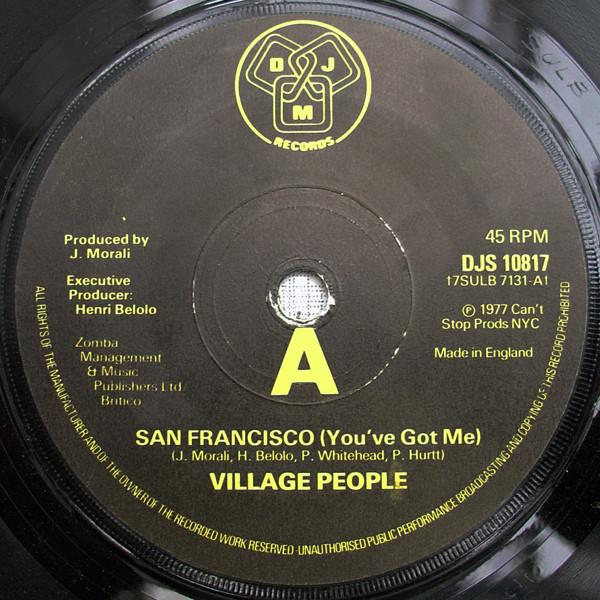 D J
M
RECORDS
Produced by
J. Morali
Executive
Producer:
Henri Belolo
Zomba
Management
& Music
Publishers Ltd/
Britico
45 RPM
DJS 10817
17SULB 7131-A1
℗ 1977 Can't
Stop Prods NYC
Made in England
A
SAN FRANCISCO (You've Got Me)
(J. Morali, H. Belolo, P. Whitehead, P. Hurtt)
VILLAGE PEOPLE
ALL RIGHTS OF THE MANUFACTURER AND OF THE OWNER OF THE RECORDED WORK RESERVED·UNAUTHORISED PUBLIC PERFORMANCE BROADCASTING AND COPYING OF THIS RECORD PROHIBITED